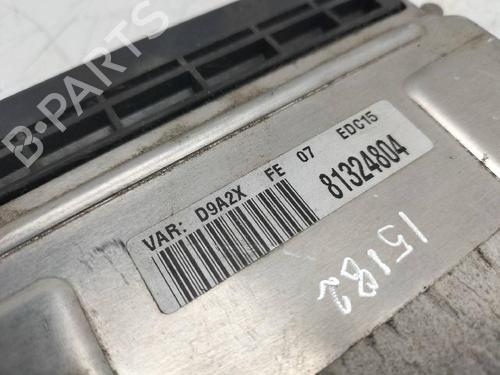 B-PARTS
VAR: D9A2X FE 07 EDC15
81324804
15182